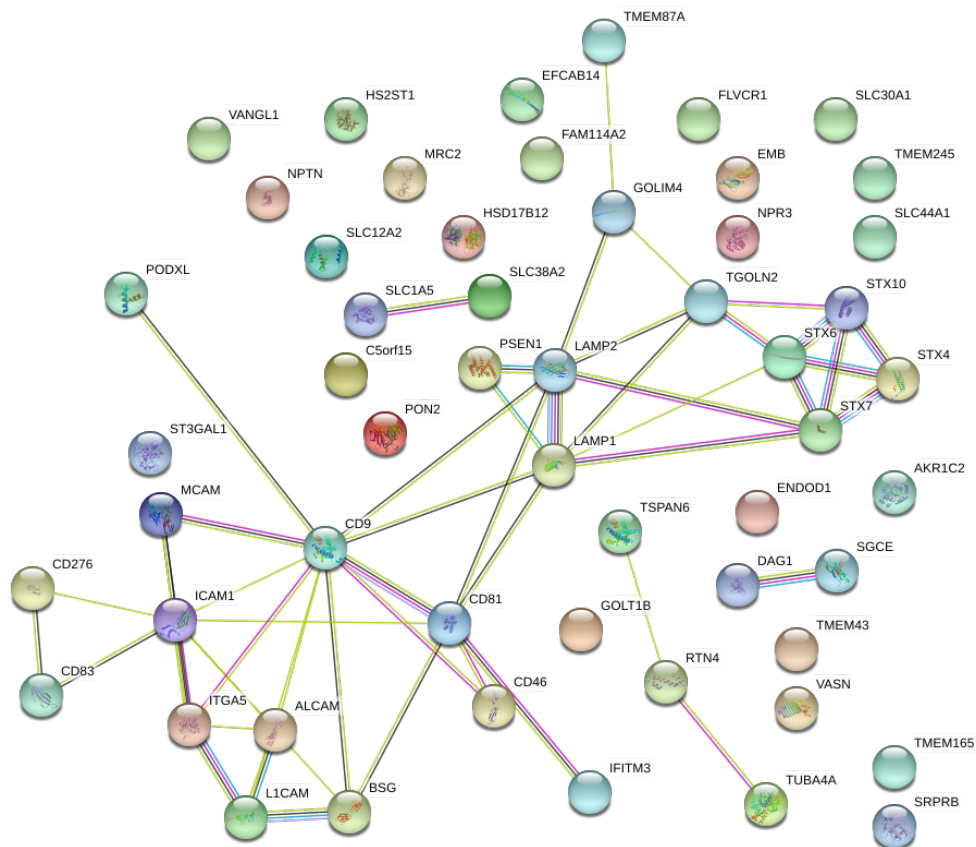 TMEM87A
EFCAB14
HS2ST1
FLVCR1
SLC30A1
VANGL1
FAM114A2
MRC2
EMB
TMEM245
NPTN
GOLIM4
HSD17B12
NPR3
SLC44A1
SLC12A2
PODXL
SLC38A2
TGOLN2
STX10
SLC1A5
STX6
PSEN1
LAMP2
STX4
C5orf15
STX7
PON2
ST3GAL1
LAMP1
AKR1C2
MCAM
ENDOD1
CD9
TSPAN6
SGCE
CD276
DAG1
ICAM1
CD81
GOLT1B
TMEM43
CD83
RTN4
CD46
VASN
ITGA5
ALCAM
TMEM165
IFITM3
TUBA4A
L1CAM
BSG
SRPRB